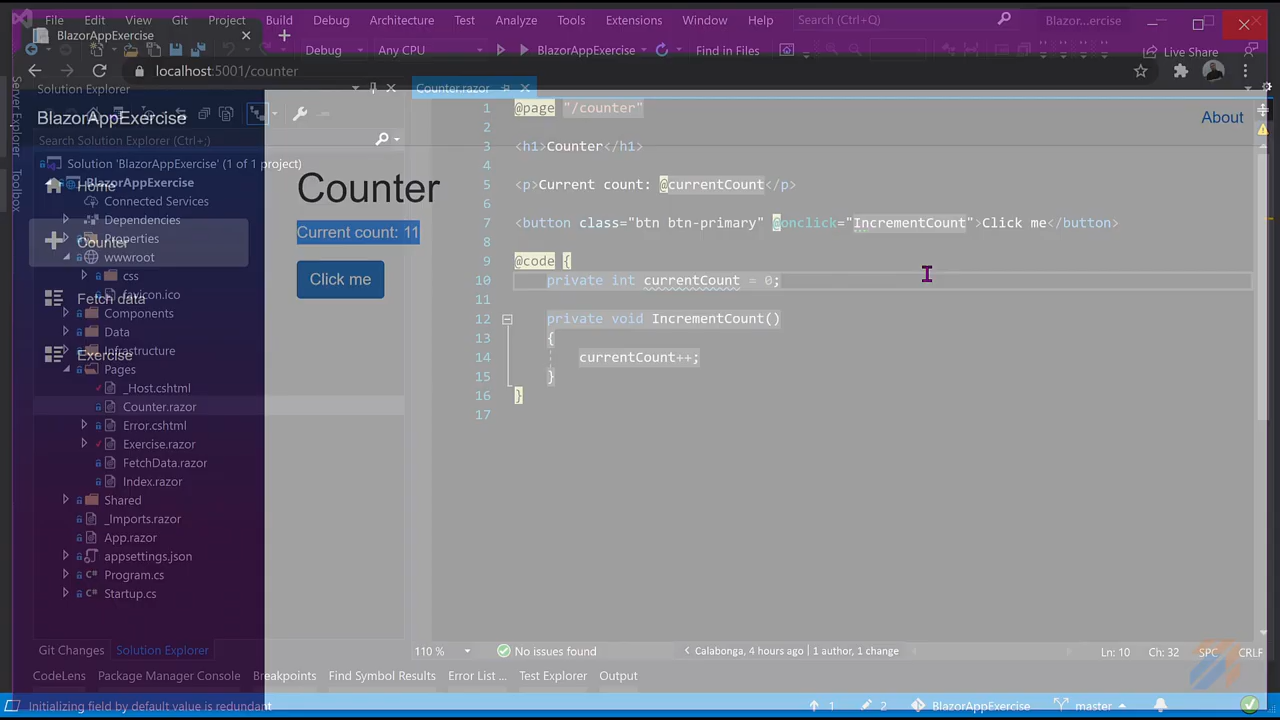 File Edit View Git Project Build Debug Architecture Test Analyze Tools Extensions Window Help Search (Ctrl+Q) Blazor...ercise
BlazorAppExercise
Debug Any CPU BlazorAppExercise Find in Files Live Share
localhost:5001/counter
Server Explorer
Toolbox
Solution Explorer
BlazorAppExercise
Search Solution Explorer (Ctrl+;)
Solution 'BlazorAppExercise' (1 of 1 project)
BlazorAppExercise
Home
Connected Services
Dependencies
Properties
Counter
wwwroot
css
favicon.ico
Fetch data
Components
Data
Infrastructure
Exercise
Pages
_Host.cshtml
Counter.razor
Error.cshtml
Exercise.razor
FetchData.razor
Index.razor
Shared
_Imports.razor
App.razor
appsettings.json
Program.cs
Startup.cs
Git Changes Solution Explorer
About
Counter
Current count: 11
Click me
Counter.razor
1 @page "/counter"
2
3 <h1>Counter</h1>
4
5 <p>Current count: @currentCount</p>
6
7 <button class="btn btn-primary" @onclick="IncrementCount">Click me</button>
8
9 @code {
10 private int currentCount = 0;
11
12 private void IncrementCount()
13 {
14 currentCount++;
15 }
16 }
17
110 % No issues found Calabonga, 4 hours ago | 1 author, 1 change Ln: 10 Ch: 32 SPC CRLF
CodeLens Package Manager Console Breakpoints Find Symbol Results Error List ... Test Explorer Output
Initializing field by default value is redundant 1 2 BlazorAppExercise master